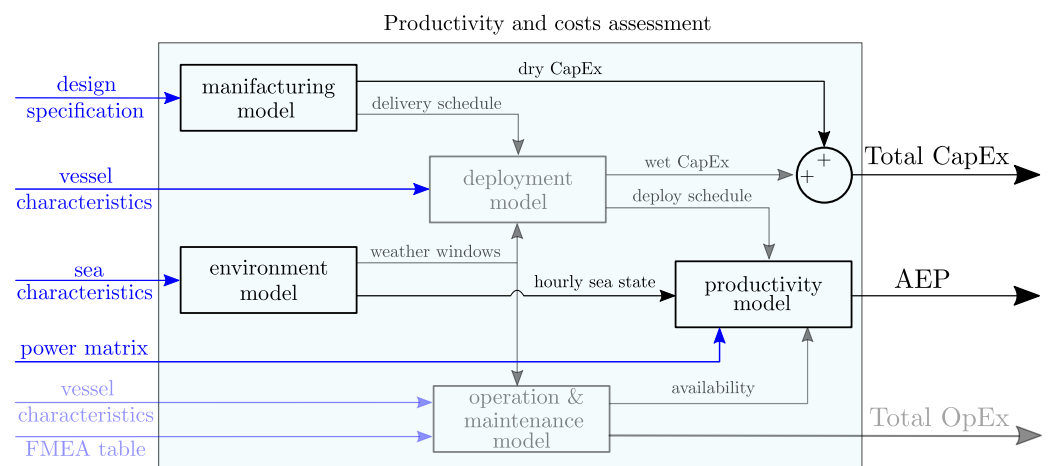 Productivity and costs assessment
design
specification
manifacturing
model
dry CapEx
delivery schedule
vessel
characteristics
deployment
model
wet CapEx
deploy schedule
+
+
Total CapEx
sea
characteristics
environment
model
weather windows
hourly sea state
productivity
model
AEP
power matrix
vessel
characteristics
FMEA table
operation &
maintenance
model
availability
Total OpEx